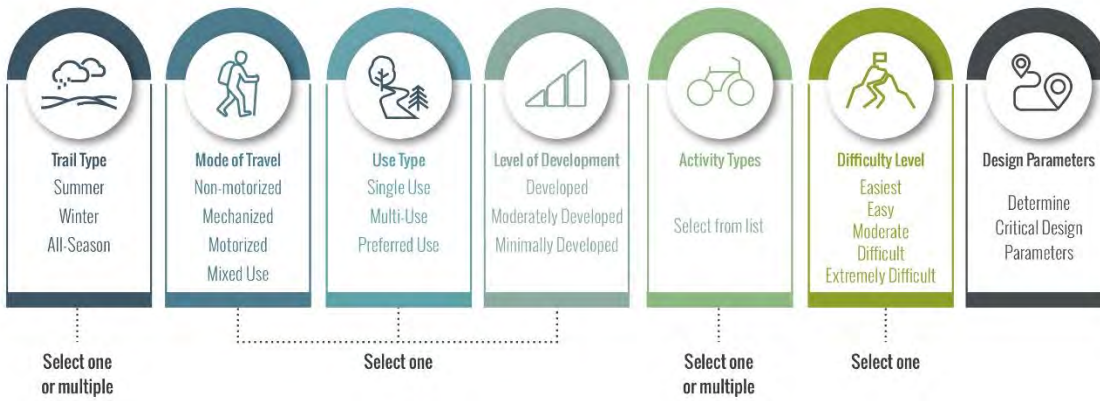 Trail Type
Summer
Winter
All-Season
Mode of Travel
Non-motorized
Mechanized
Motorized
Mixed Use
Use Type
Single Use
Multi-Use
Preferred Use
Level of Development
Developed
Moderately Developed
Minimally Developed
Activity Types
Select from list
Difficulty Level
Easiest
Easy
Moderate
Difficult
Extremely Difficult
Design Parameters
Determine
Critical Design
Parameters
Select one
or multiple
Select one
Select one
or multiple
Select one